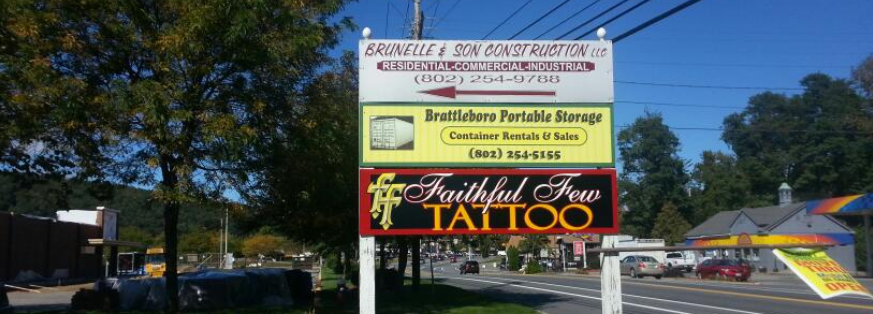 BRUNELLE & SON CONSTRUCTION LLC
RESIDENTIAL-COMMERCIAL-INDUSTRIAL
(802) 254-9788
Brattleboro Portable Storage
Container Rentals & Sales
(802) 254-5155
FF
Faithful Few
TATTOO
OPEN